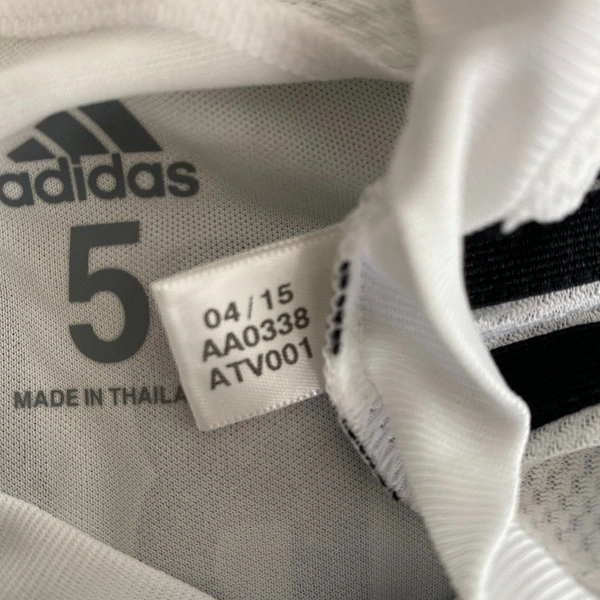 adidas
5
MADE IN THAILA
04/15
AA0338
ATV001